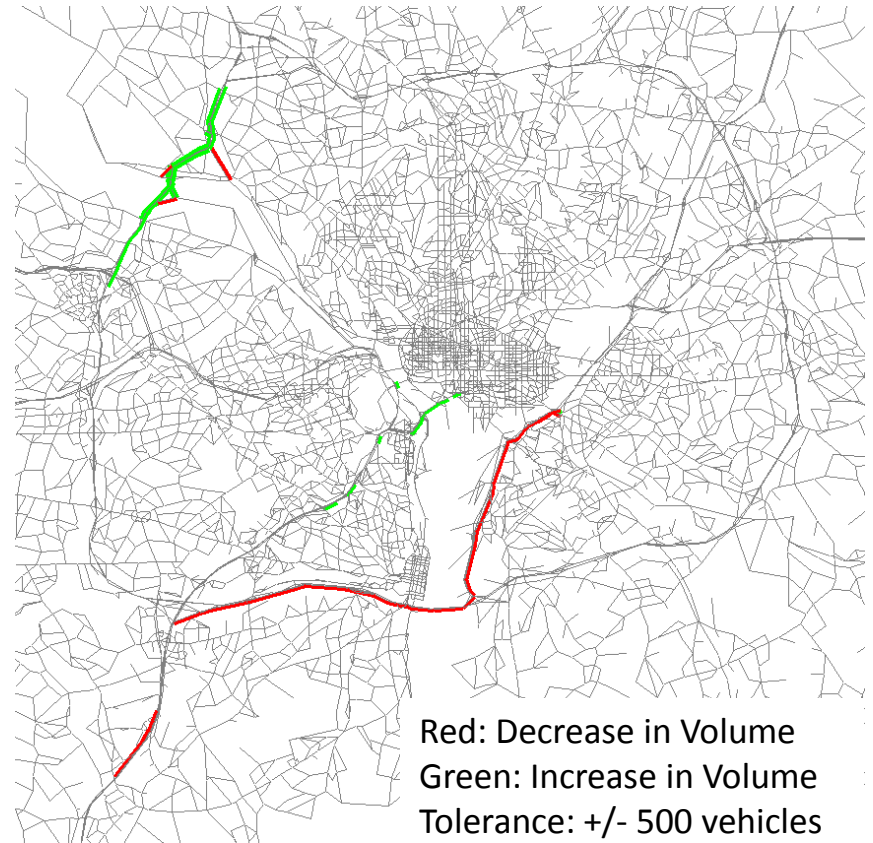 Red: Decrease in Volume
Green: Increase in Volume
Tolerance: +/- 500 vehicles